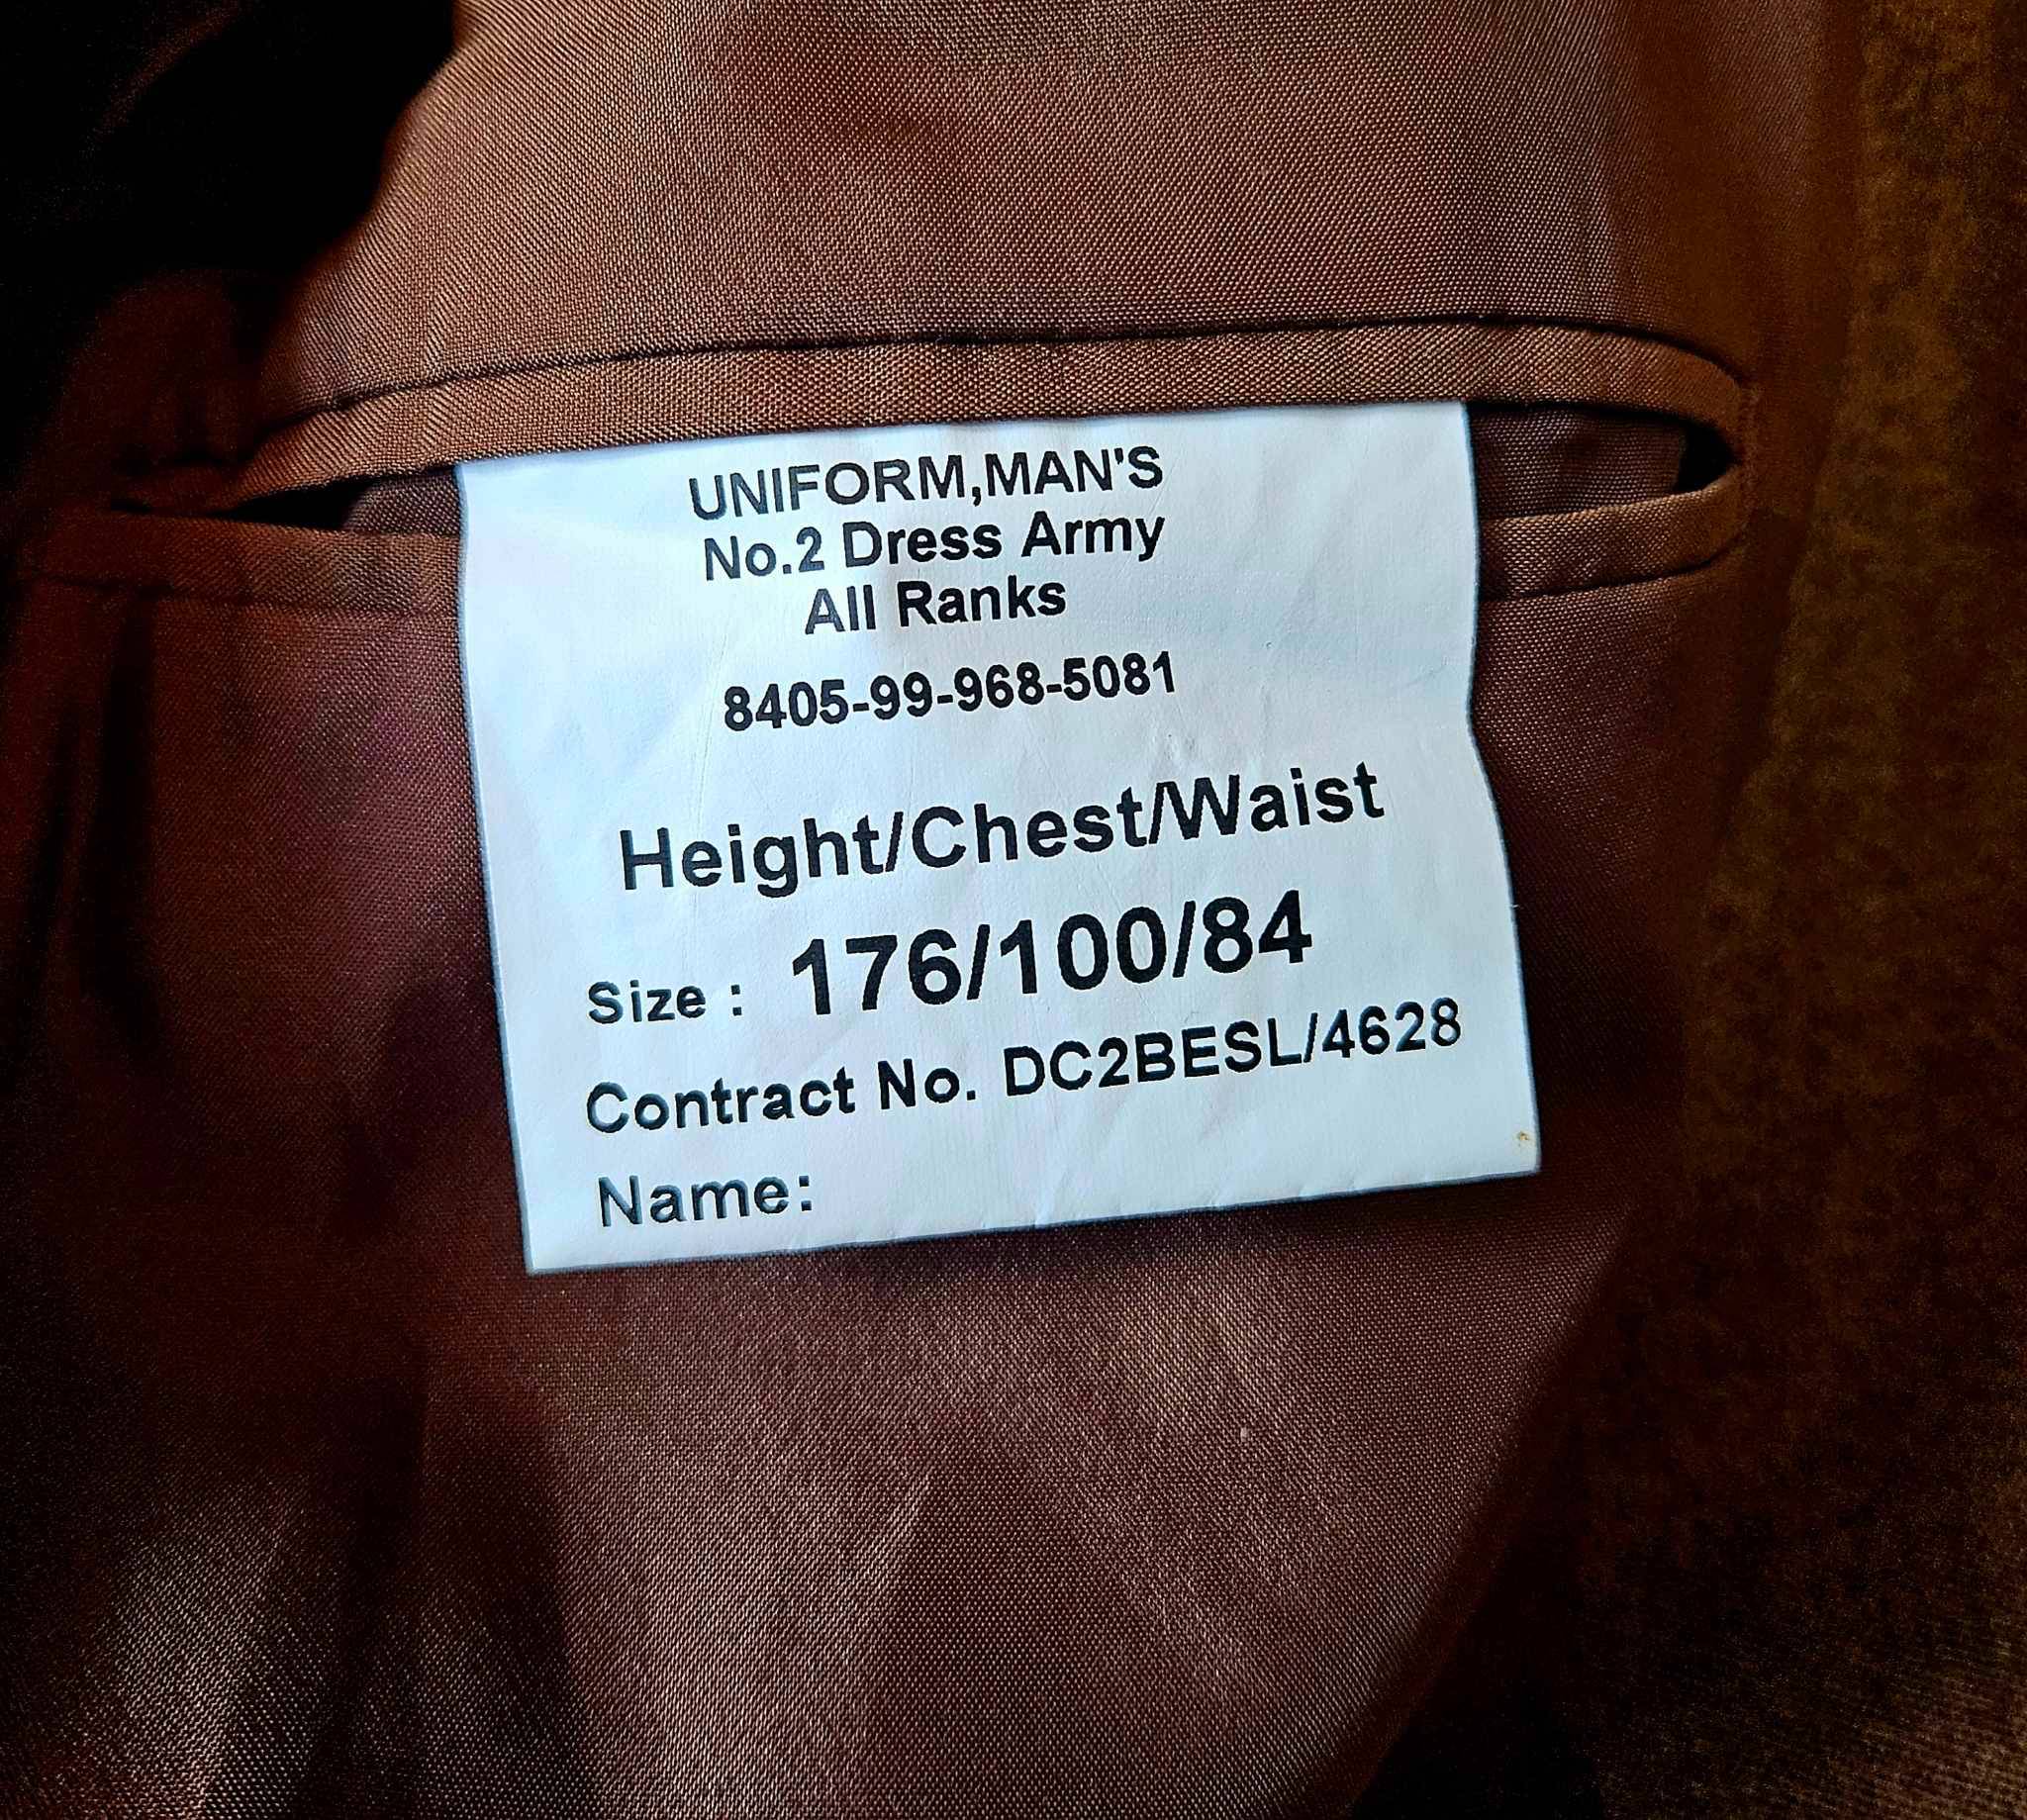 UNIFORM,MAN'S
No.2 Dress Army
All Ranks
8405-99-968-5081
Height/Chest/Waist
Size : 176/100/84
Contract No. DC2BESL/4628
Name: